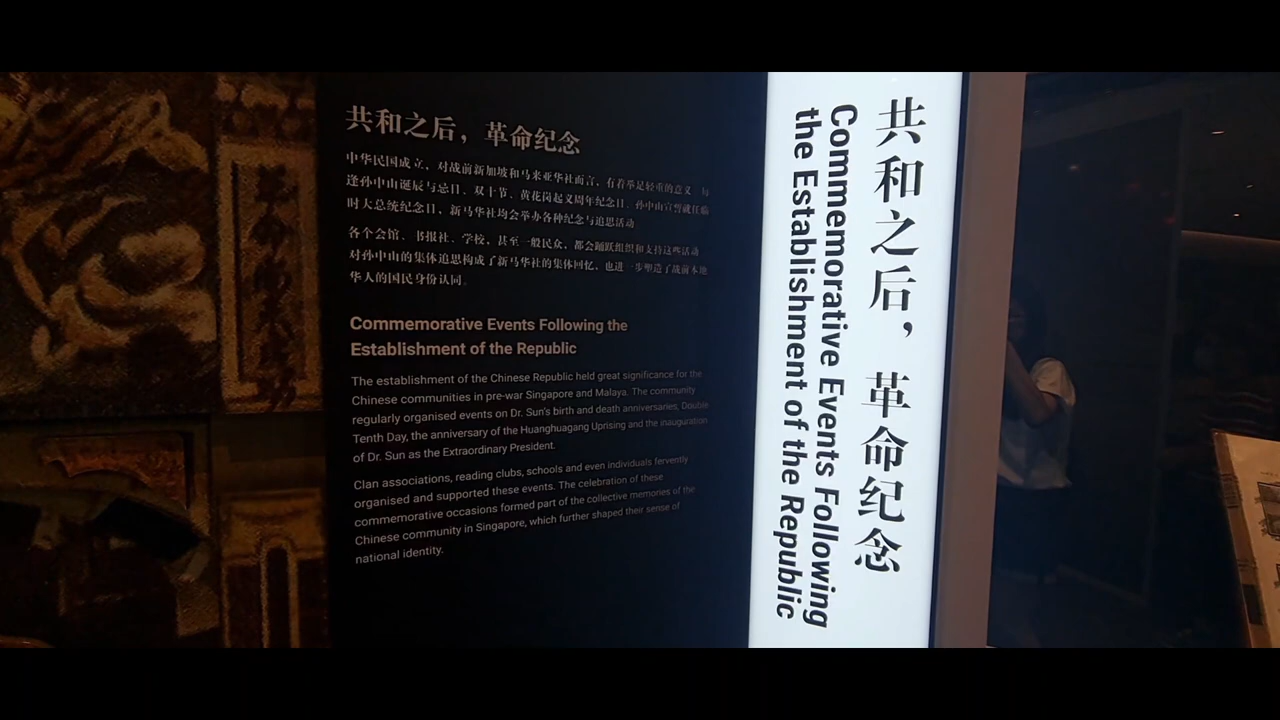 共和之后，革命纪念
中华民国成立，对战前新加坡和马来亚华社而言，有着举足轻重的意义。每
逢孙中山诞辰与忌日、双十节、黄花岗起义周年纪念日、孙中山宣誓就任临
时大总统纪念日，新马华社均会举办各种纪念与追思活动
各个会馆、书报社、学校，甚至一般民众，都会踊跃组织和支持这些活动
对孙中山的集体追思构成了新马华社的集体回忆，也进一步塑造了战前本地
华人的国民身份认同。
Commemorative Events Following the
Establishment of the Republic
The establishment of the Chinese Republic held great significance for the
Chinese communities in pre-war Singapore and Malaya. The community
regularly organised events on Dr. Sun's birth and death anniversaries, Double
Tenth Day, the anniversary of the Huanghuagang Uprising and the inauguration
of Dr. Sun as the Extraordinary President.
Clan associations, reading clubs, schools and even individuals fervently
organised and supported these events. The celebration of these
commemorative occasions formed part of the collective memories of the
Chinese community in Singapore, which further shaped their sense of
national identity.
共和之后，革命纪念
Commemorative Events Following
the Establishment of the Republic